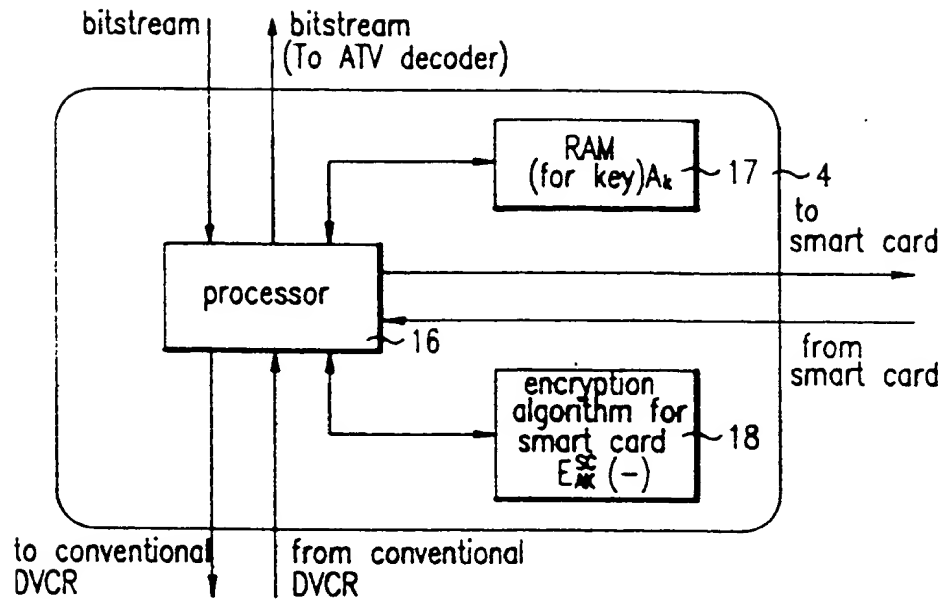 bitstream
bitstream
(To ATV decoder)
RAM
(for key)Ak
17
4
to
smart card
processor
16
from
smart card
encryption
algorithm for
smart card
18
to conventional
DVCR
from conventional
DVCR